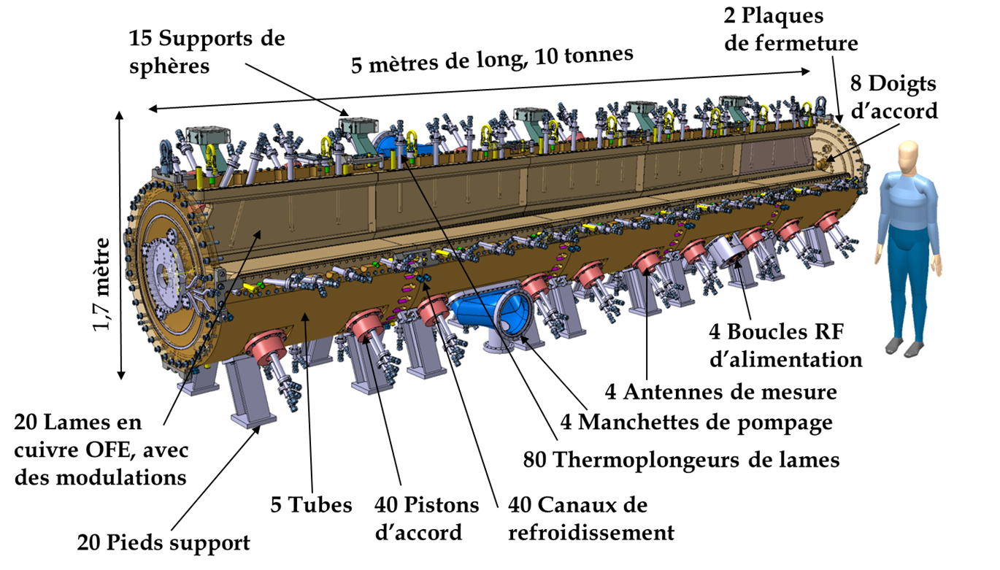 15 Supports de
sphères
5 mètres de long, 10 tonnes
2 Plaques
de fermeture
8 Doigts
d’accord
1,7 mètre
4 Boucles RF
d’alimentation
4 Antennes de mesure
4 Manchettes de pompage
80 Thermoplongeurs de lames
20 Lames en
cuivre OFE, avec
des modulations
5 Tubes
40 Pistons
d’accord
40 Canaux de
refroidissement
20 Pieds support